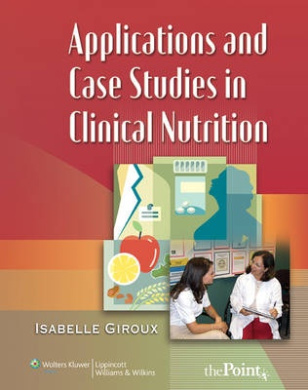 Applications and
Case Studies in
Clinical Nutrition
ISABELLE GIROUX
Wolters Kluwer
Lippincott
Williams & Wilkins
thePoint